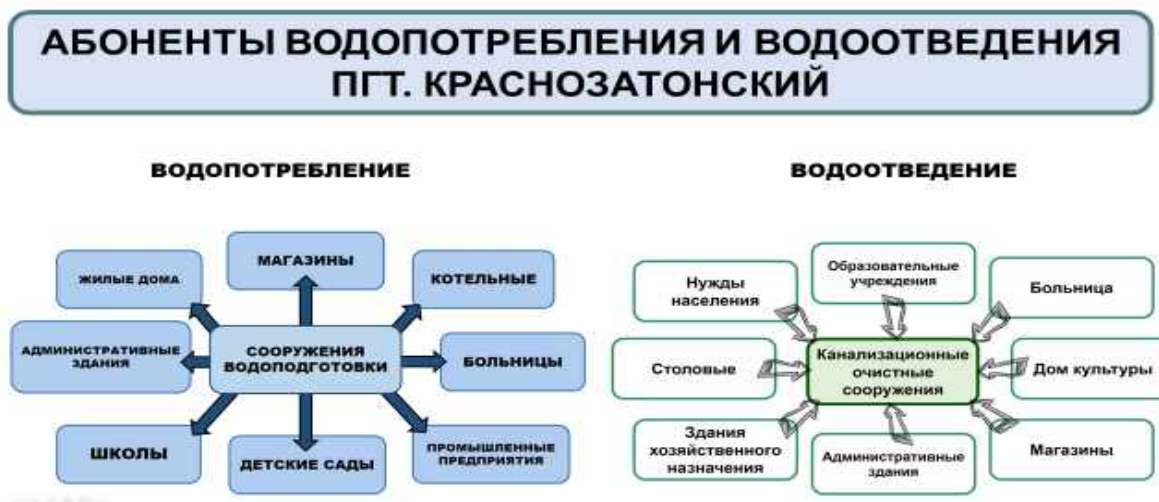 АБОНЕНТЫ ВОДОПОТРЕБЛЕНИЯ И ВОДООТВЕДЕНИЯ
ПГТ. КРАСНОЗАТОНСКИЙ
ВОДОПОТРЕБЛЕНИЕ
ЖИЛЫЕ ДОМА
МАГАЗИНЫ
КОТЕЛЬНЫЕ
АДМИНИСТРАТИВНЫЕ
ЗДАНИЯ
СООРУЖЕНИЯ
ВОДОПОДГОТОВКИ
БОЛЬНИЦЫ
ШКОЛЫ
ДЕТСКИЕ САДЫ
ПРОМЫШЛЕННЫЕ
ПРЕДПРИЯТИЯ
ВОДООТВЕДЕНИЕ
Нужды
населения
Образовательные
учреждения
Больница
Столовые
Канализационные
очистные
сооружения
Дом культуры
Здания
хозяйственного
назначения
Административные
здания
Магазины